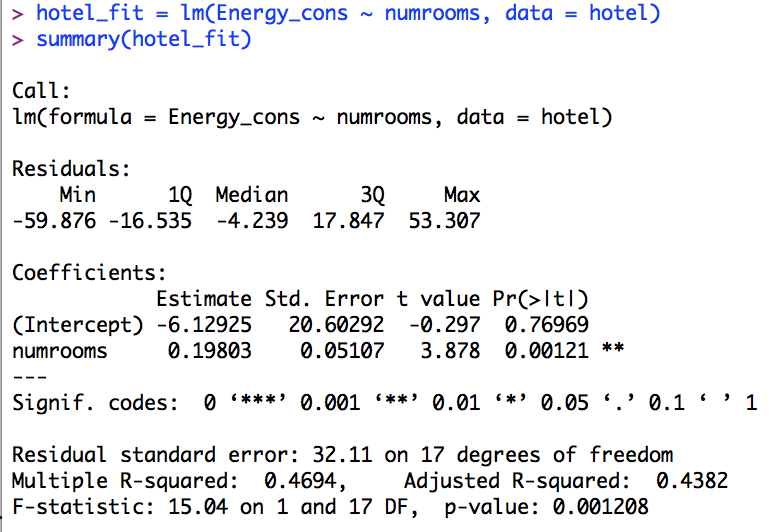 > hotel_fit = lm(Energy_cons ~ numrooms, data = hotel)
> summary(hotel_fit)
Call:
lm(formula = Energy_cons ~ numrooms, data = hotel)
Residuals:
    Min      1Q  Median      3Q     Max
-59.876 -16.535  -4.239  17.847  53.307
Coefficients:
            Estimate Std. Error t value Pr(>|t|)
(Intercept) -6.12925   20.60292  -0.297  0.76969
numrooms     0.19803    0.05107   3.878  0.00121 **
---
Signif. codes:  0 ‘***’ 0.001 ‘**’ 0.01 ‘*’ 0.05 ‘.’ 0.1 ‘ ’ 1
Residual standard error: 32.11 on 17 degrees of freedom
Multiple R-squared:  0.4694,    Adjusted R-squared:  0.4382
F-statistic: 15.04 on 1 and 17 DF,  p-value: 0.001208